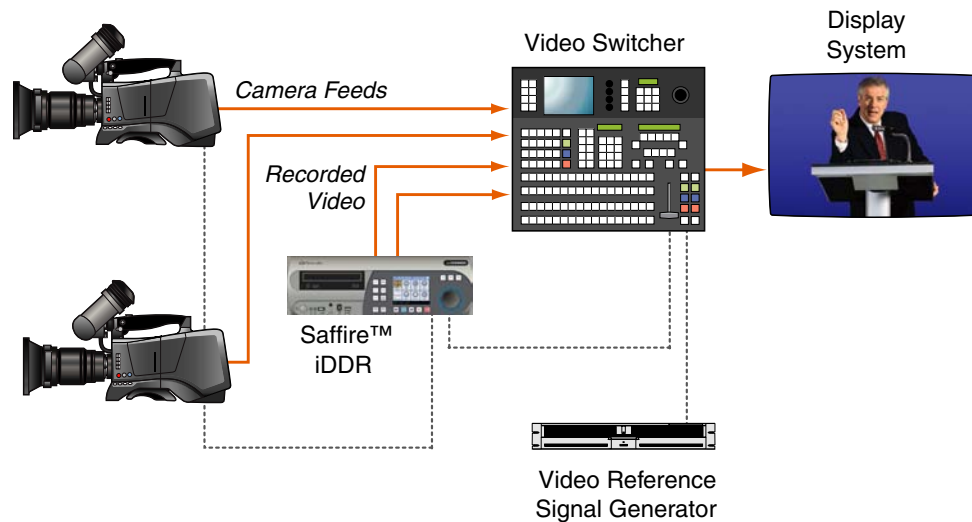 Display
System
Video Switcher
Camera Feeds
Recorded
Video
Saffire™
iDDR
Video Reference
Signal Generator